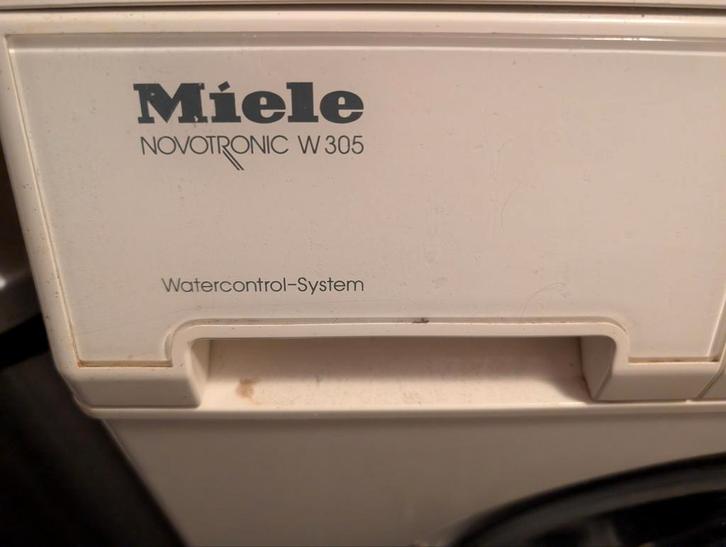 Miele
NOVOTRONIC W 305
Watercontrol-System